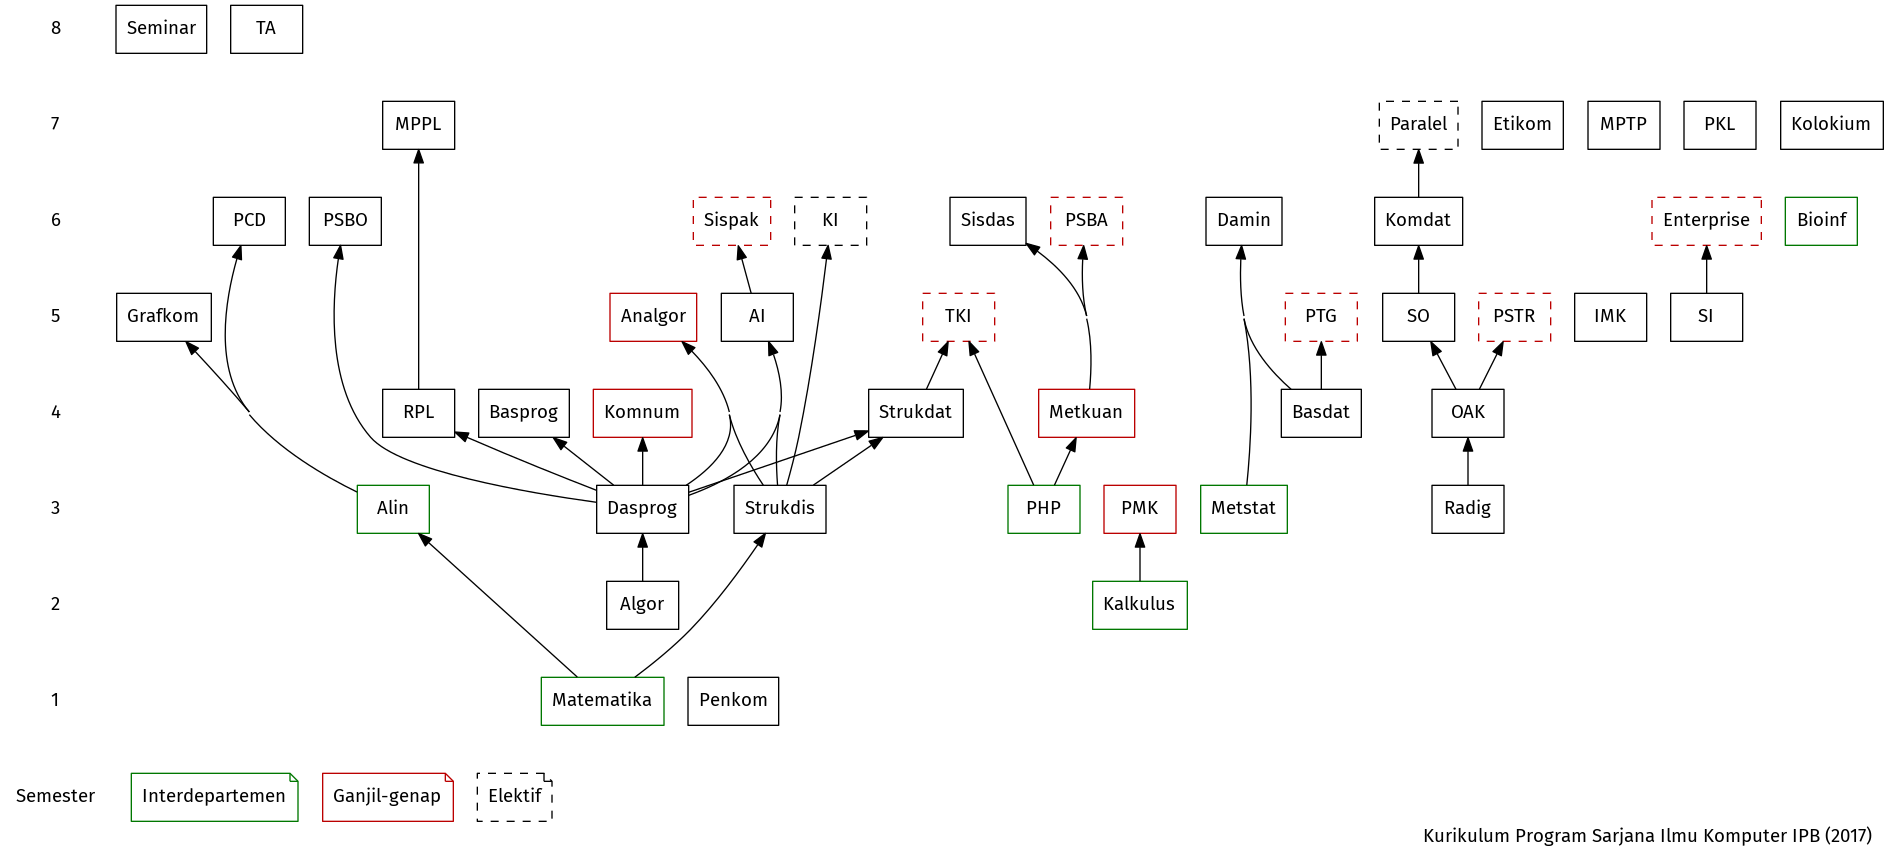 8
Seminar
TA
7
MPPL
Paralel
Etikom
MPTP
PKL
Kolokium
6
PCD
PSBO
Sispak
KI
Sisdas
PSBA
Damin
Komdat
Enterprise
Bioinf
5
Grafkom
Analgor
AI
TKI
PTG
SO
PSTR
IMK
SI
4
RPL
Basprog
Komnum
Strukdat
Metkuan
Basdat
OAK
3
Alin
Dasprog
Strukdis
PHP
PMK
Metstat
Radig
2
Algor
Kalkulus
1
Matematika
Penkom
Semester
Interdepartemen
Ganjil-genap
Elektif
Kurikulum Program Sarjana Ilmu Komputer IPB (2017)